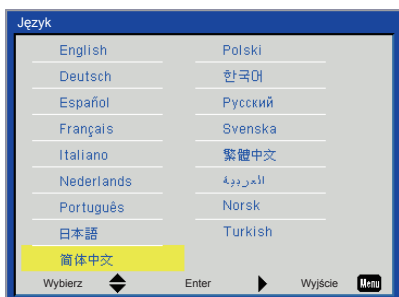 Język
English
Deutsch
Español
Français
Italiano
Nederlands
Português
日本語
简体中文
Polski
한국어
Русский
Svenska
繁體中文
العربية
Norsk
Turkish
Wybierz Enter Wyjście Menu